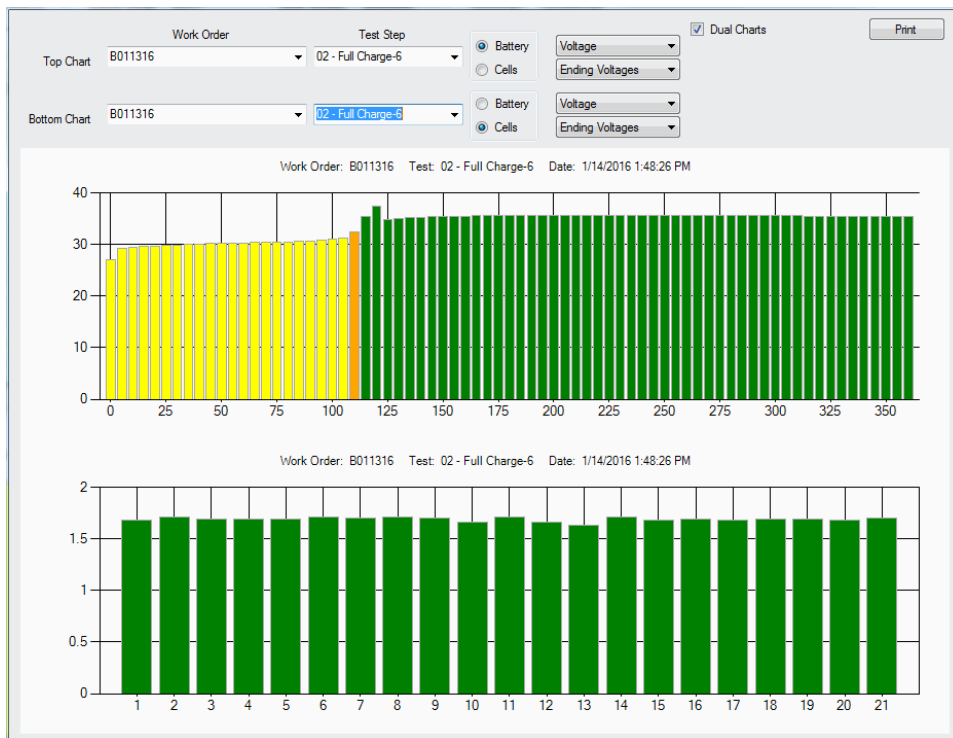 Work Order Test Step Dual Charts Print
Top Chart B011316 02 - Full Charge-6 Battery Voltage
Cells Ending Voltages
Bottom Chart B011316 02 - Full Charge-6 Battery Voltage
Cells Ending Voltages
Work Order: B011316 Test: 02 - Full Charge-6 Date: 1/14/2016 1:48:26 PM
40
30
20
10
0
0 25 50 75 100 125 150 175 200 225 250 275 300 325 350
Work Order: B011316 Test: 02 - Full Charge-6 Date: 1/14/2016 1:48:26 PM
2
1.5
1
0.5
0
1 2 3 4 5 6 7 8 9 10 11 12 13 14 15 16 17 18 19 20 21